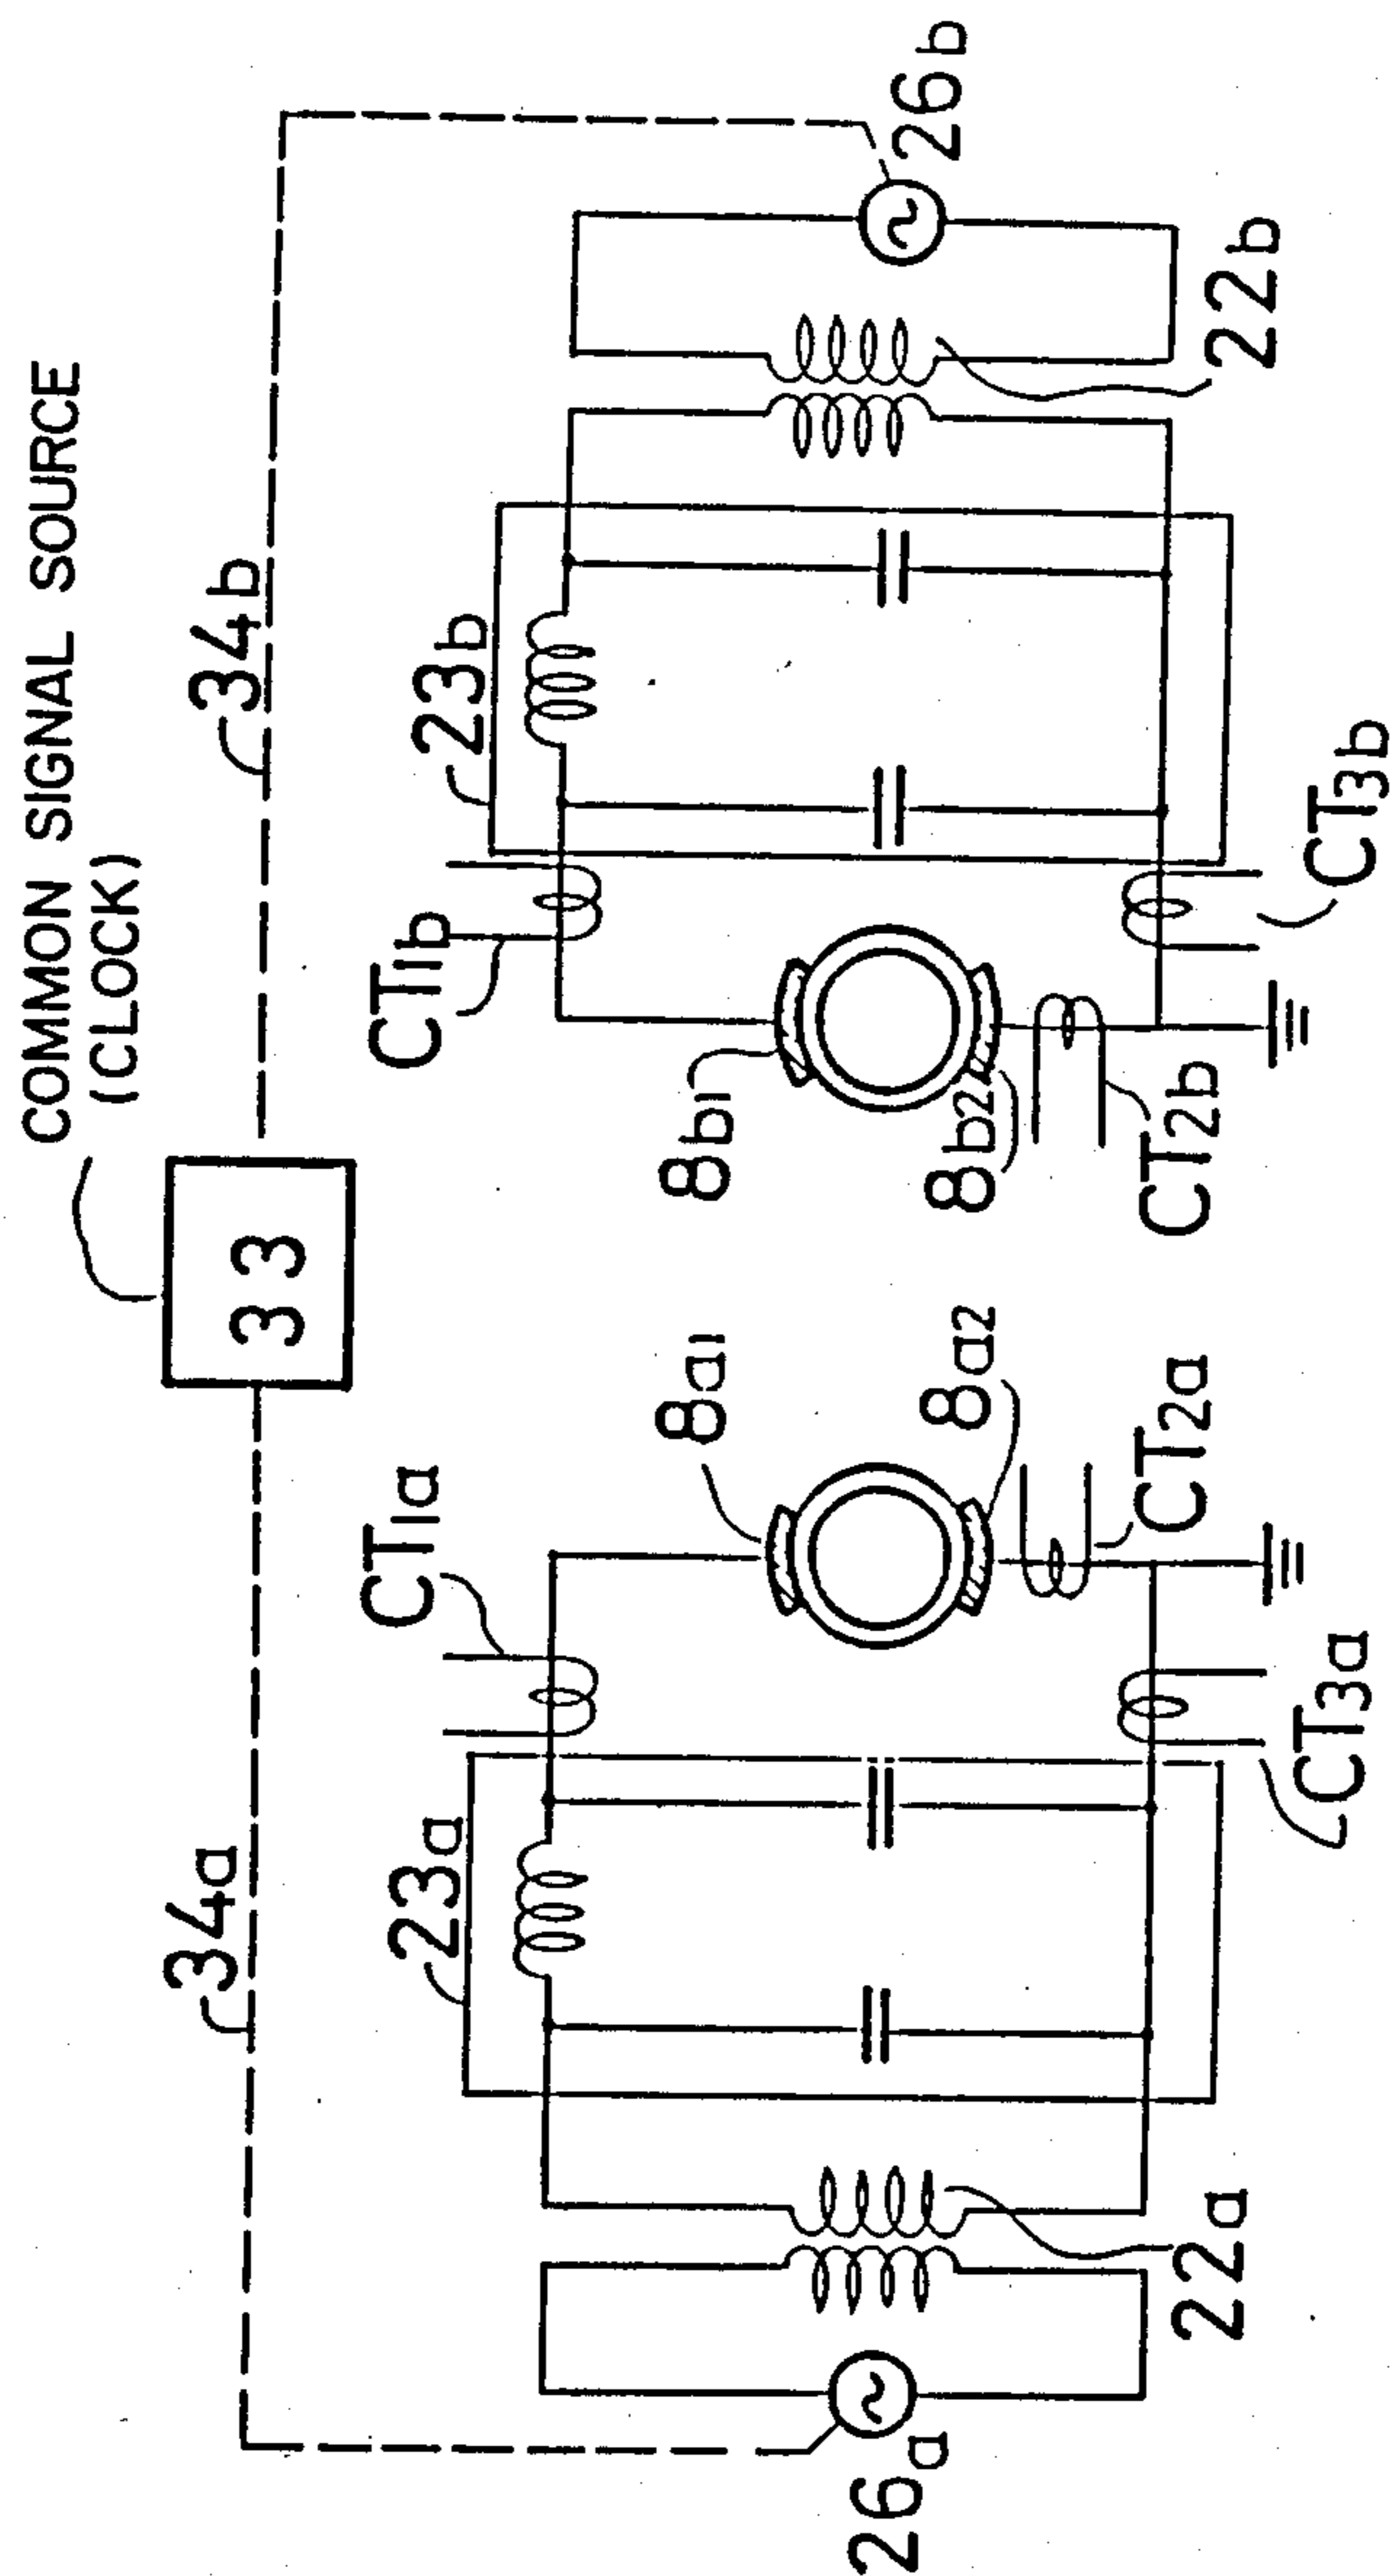 COMMON SIGNAL SOURCE
(CLOCK)
33
34a
34b
CT1a
CT1b
23a
23b
8a1
8b1
8a2
8b2
CT2a
CT2b
CT3a
CT3b
22a
22b
26a
26b